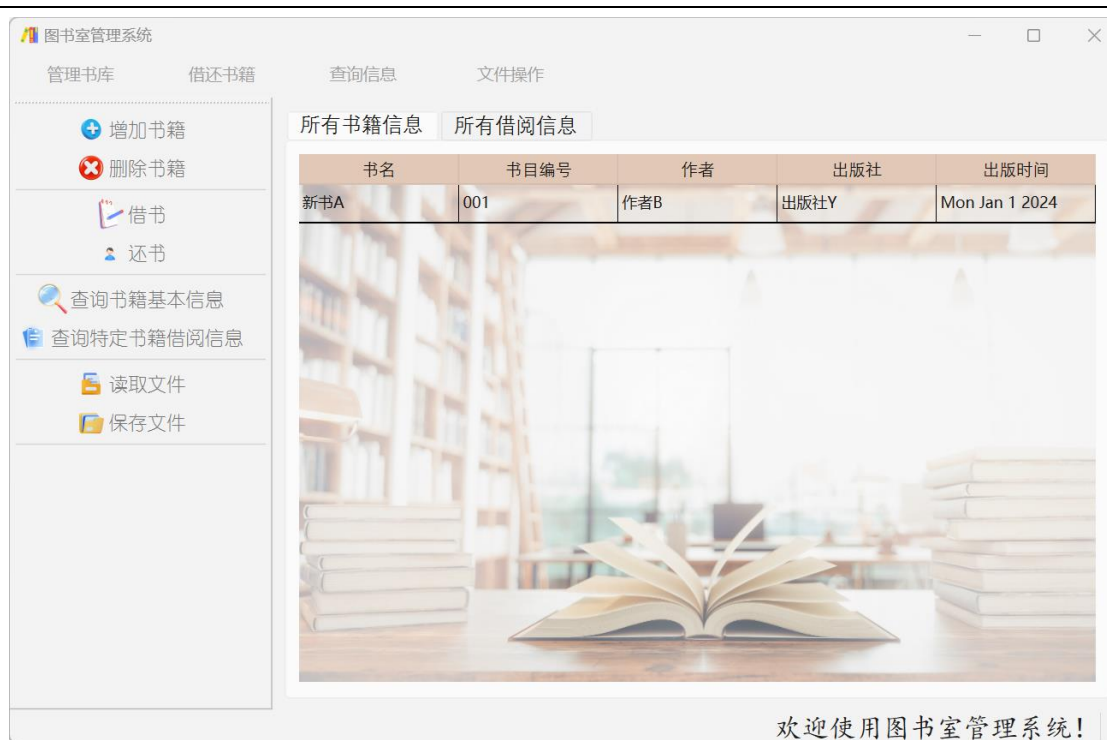 图书室管理系统
管理书库 借还书籍 查询信息 文件操作
增加书籍
删除书籍
借书
还书
查询书籍基本信息
查询特定书籍借阅信息
读取文件
保存文件
所有书籍信息 所有借阅信息
书名 书目编号 作者 出版社 出版时间
新书A 001 作者B 出版社Y Mon Jan 1 2024
欢迎使用图书室管理系统！